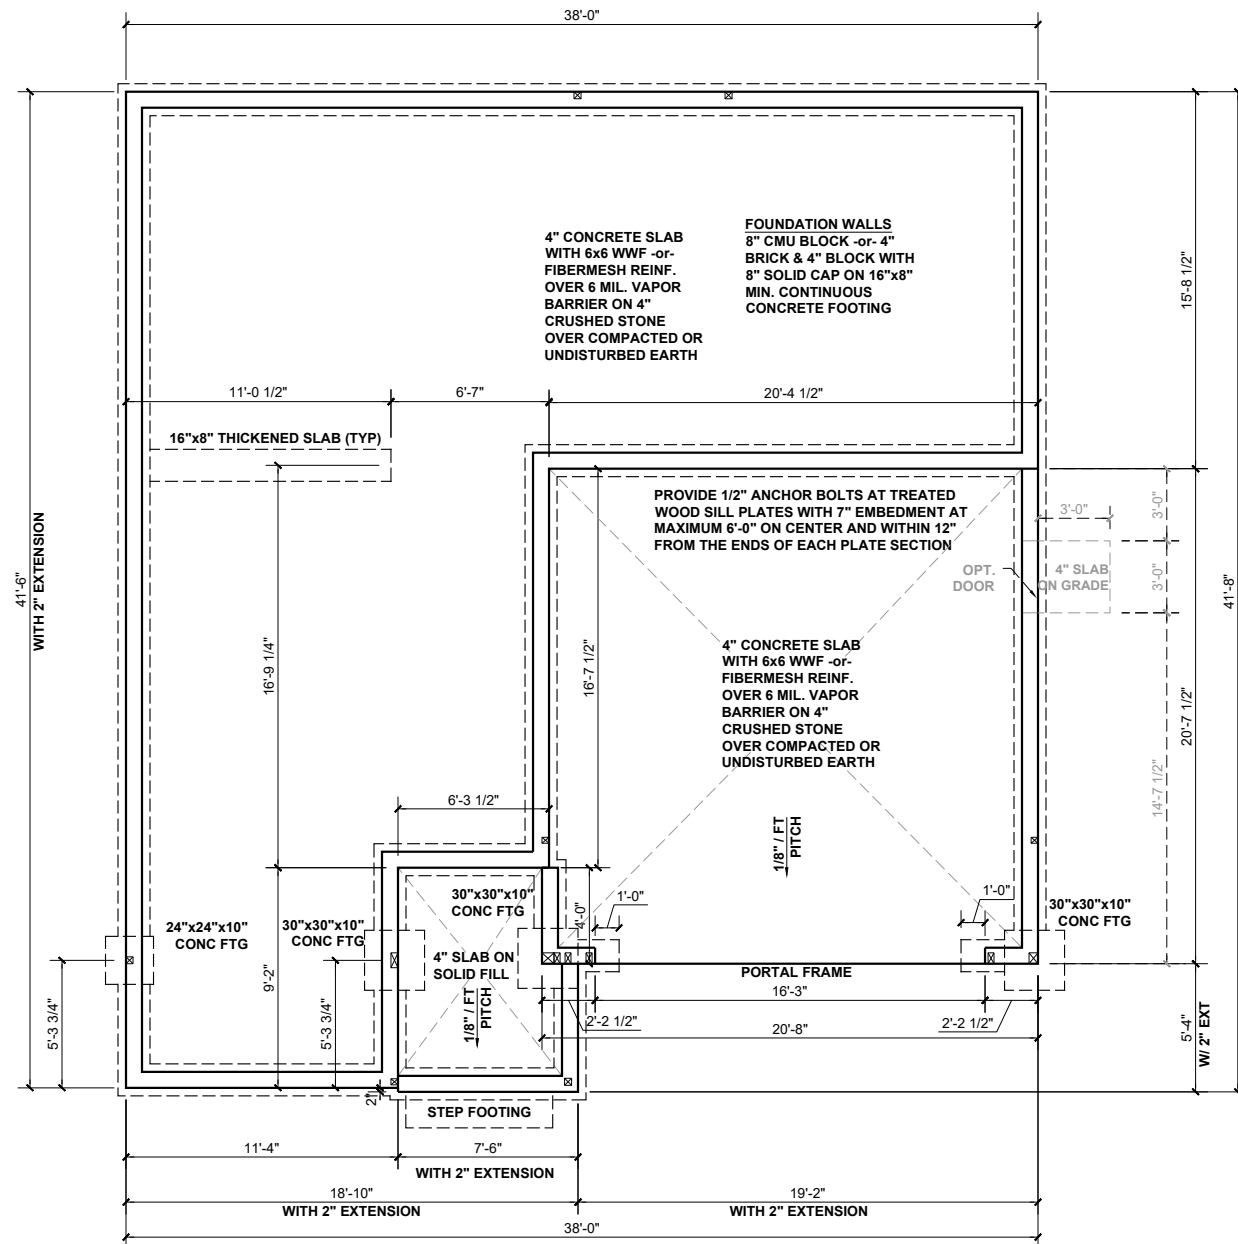 38'-0"
4" CONCRETE SLAB
WITH 6x6 WWF -or-
FIBERMESH REINF.
OVER 6 MIL. VAPOR
BARRIER ON 4"
CRUSHED STONE
OVER COMPACTED OR
UNDISTURBED EARTH
FOUNDATION WALLS
8" CMU BLOCK -or- 4"
BRICK & 4" BLOCK WITH
8" SOLID CAP ON 16"x8"
MIN. CONTINUOUS
CONCRETE FOOTING
15'-8 1/2"
11'-0 1/2"
6'-7"
20'-4 1/2"
16"x8" THICKENED SLAB (TYP)
PROVIDE 1/2" ANCHOR BOLTS AT TREATED
WOOD SILL PLATES WITH 7" EMBEDMENT AT
MAXIMUM 6'-0" ON CENTER AND WITHIN 12"
FROM THE ENDS OF EACH PLATE SECTION
3'-0"
3'-0"
OPT.
DOOR
4" SLAB
ON GRADE
3'-0"
41'-6"
WITH 2" EXTENSION
41'-8"
16'-9 1/4"
16'-7 1/2"
4" CONCRETE SLAB
WITH 6x6 WWF -or-
FIBERMESH REINF.
OVER 6 MIL. VAPOR
BARRIER ON 4"
CRUSHED STONE
OVER COMPACTED OR
UNDISTURBED EARTH
20'-7 1/2"
14'-7 1/2"
6'-3 1/2"
1/8" / FT
PITCH
30"x30"x10"
CONC FTG
1'-0"
1'-0"
30"x30"x10"
CONC FTG
24"x24"x10"
CONC FTG
30"x30"x10"
CONC FTG
4'-0"
4" SLAB ON
SOLID FILL
PORTAL FRAME
9'-2"
5'-3 3/4"
5'-3 3/4"
1/8" / FT
PITCH
16'-3"
2'-2 1/2"
2'-2 1/2"
20'-8"
5'-4"
W/ 2" EXT
2"
STEP FOOTING
11'-4"
7'-6"
WITH 2" EXTENSION
18'-10"
WITH 2" EXTENSION
19'-2"
WITH 2" EXTENSION
38'-0"